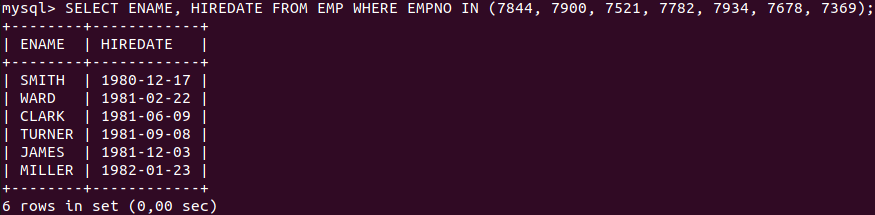 mysql> SELECT ENAME, HIREDATE FROM EMP WHERE EMPNO IN (7844, 7900, 7521, 7782, 7934, 7678, 7369);
+--------+------------+
| ENAME  | HIREDATE   |
+--------+------------+
| SMITH  | 1980-12-17 |
| WARD   | 1981-02-22 |
| CLARK  | 1981-06-09 |
| TURNER | 1981-09-08 |
| JAMES  | 1981-12-03 |
| MILLER | 1982-01-23 |
+--------+------------+
6 rows in set (0,00 sec)